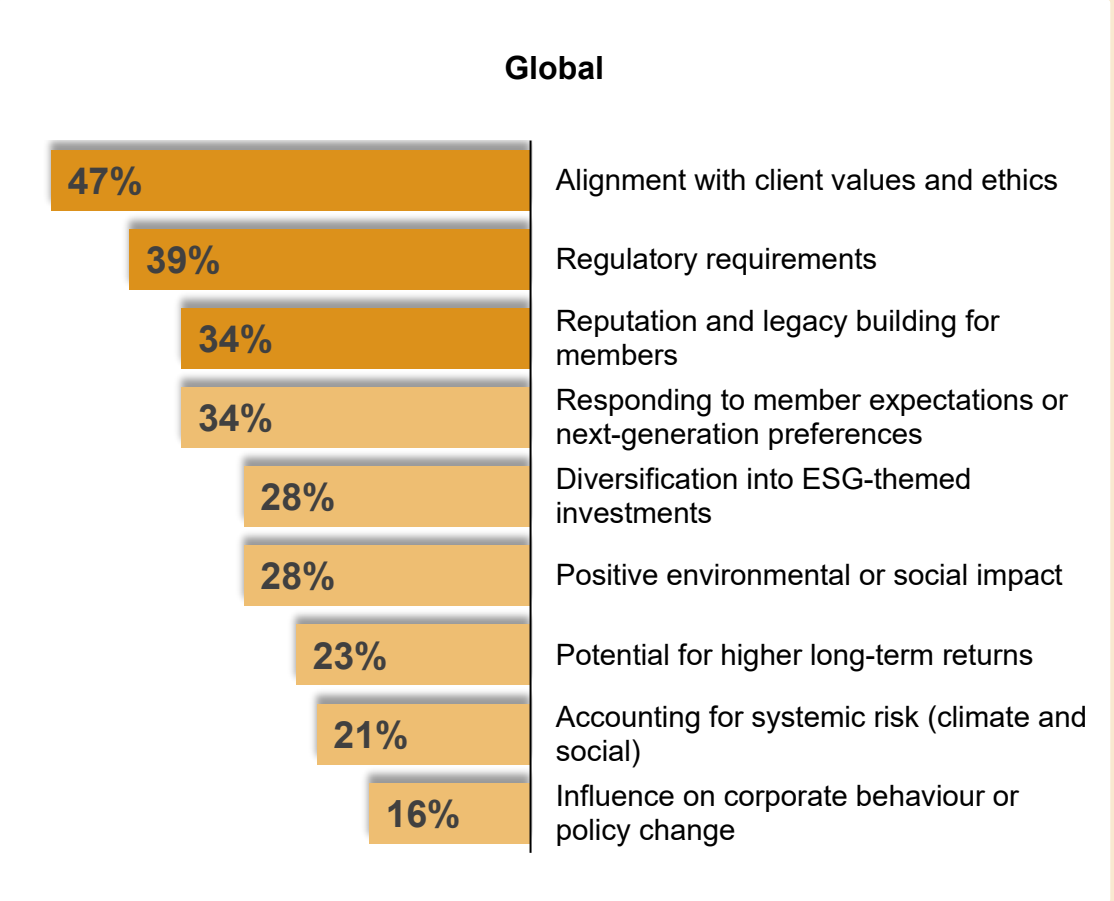 Global
47%
Alignment with client values and ethics
39%
Regulatory requirements
34%
Reputation and legacy building for
members
34%
Responding to member expectations or
next-generation preferences
28%
Diversification into ESG-themed
investments
28%
Positive environmental or social impact
23%
Potential for higher long-term returns
21%
Accounting for systemic risk (climate and
social)
16%
Influence on corporate behaviour or
policy change